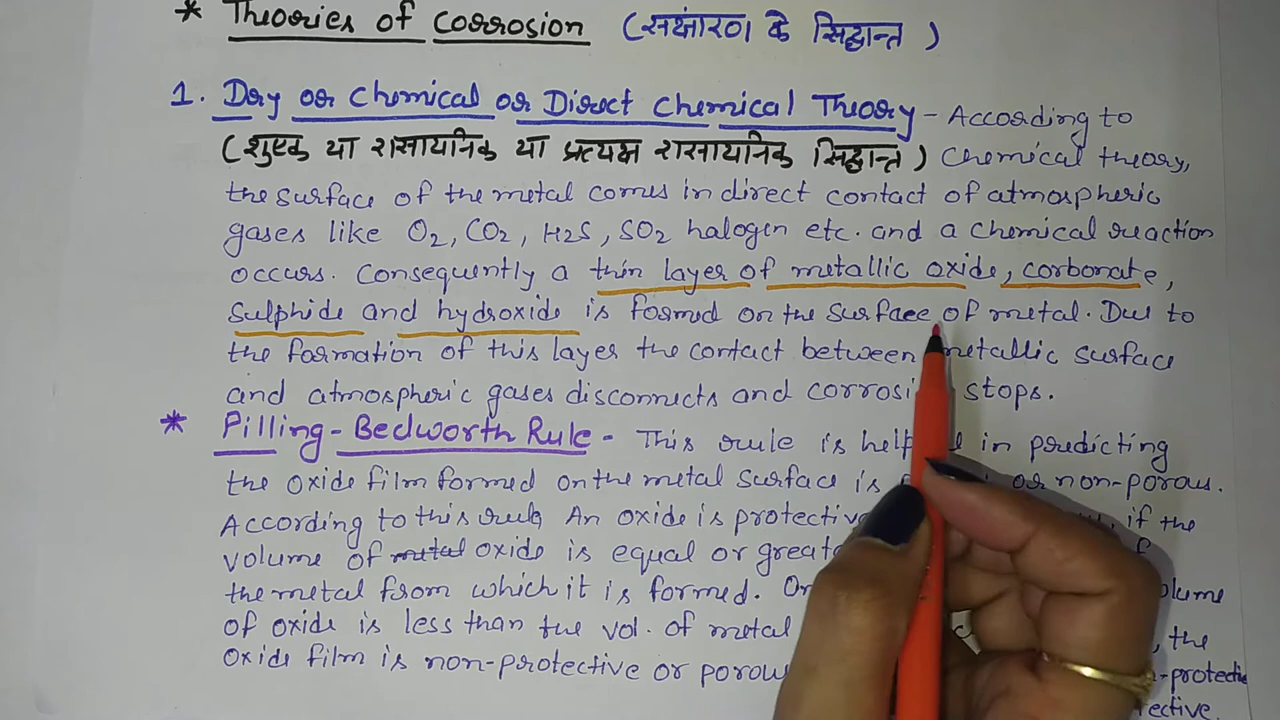 * Theories of Corrosion (सक्षांरण के सिद्धान्त)
1. Dry or Chemical or Direct Chemical Theory - According to
(शुष्क या रासायनिक या प्रत्यक्ष रासायनिक सिद्धान्त) Chemical theory,
the surface of the metal comes in direct contact of atmospheric
gases like O2, CO2, H2S, SO2 halogen etc. and a chemical reaction
occurs. Consequently a thin layer of metallic oxide, corbonate,
sulphide and hydroxide is formed on the surface of metal. Due to
the formation of this layer the contact between metallic surface
and atmospheric gases disconnects and corrosi stops.
* Pilling-Bedworth Rule - This rule is help in predicting
the oxide film formed on the metal surface is or non-porous.
According to this rule, An oxide is protective if the
volume of metal oxide is equal or
the metal from which it is formed. volume
of oxide is less than the vol. of metal , the
oxide film is non-protective or porous n-protective
ective.